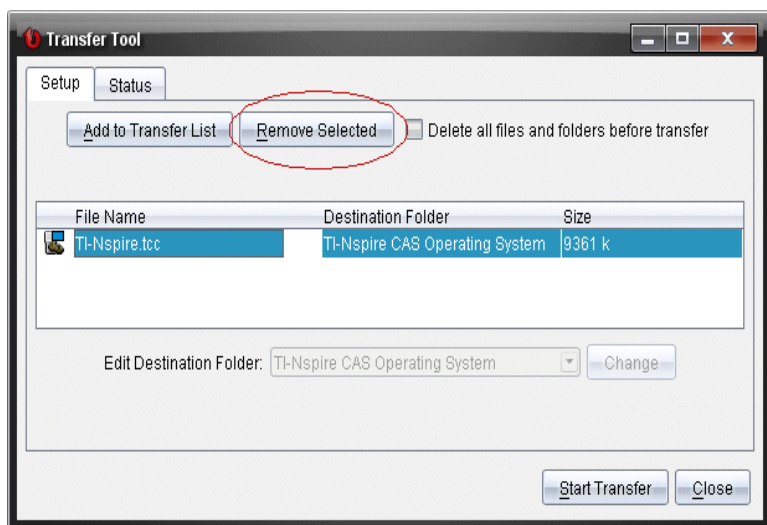 Transfer Tool
Setup Status
Add to Transfer List Remove Selected Delete all files and folders before transfer
File Name Destination Folder Size
TI-Nspire.tcc TI-Nspire CAS Operating System 9361 k
Edit Destination Folder: TI-Nspire CAS Operating System Change
Start Transfer Close